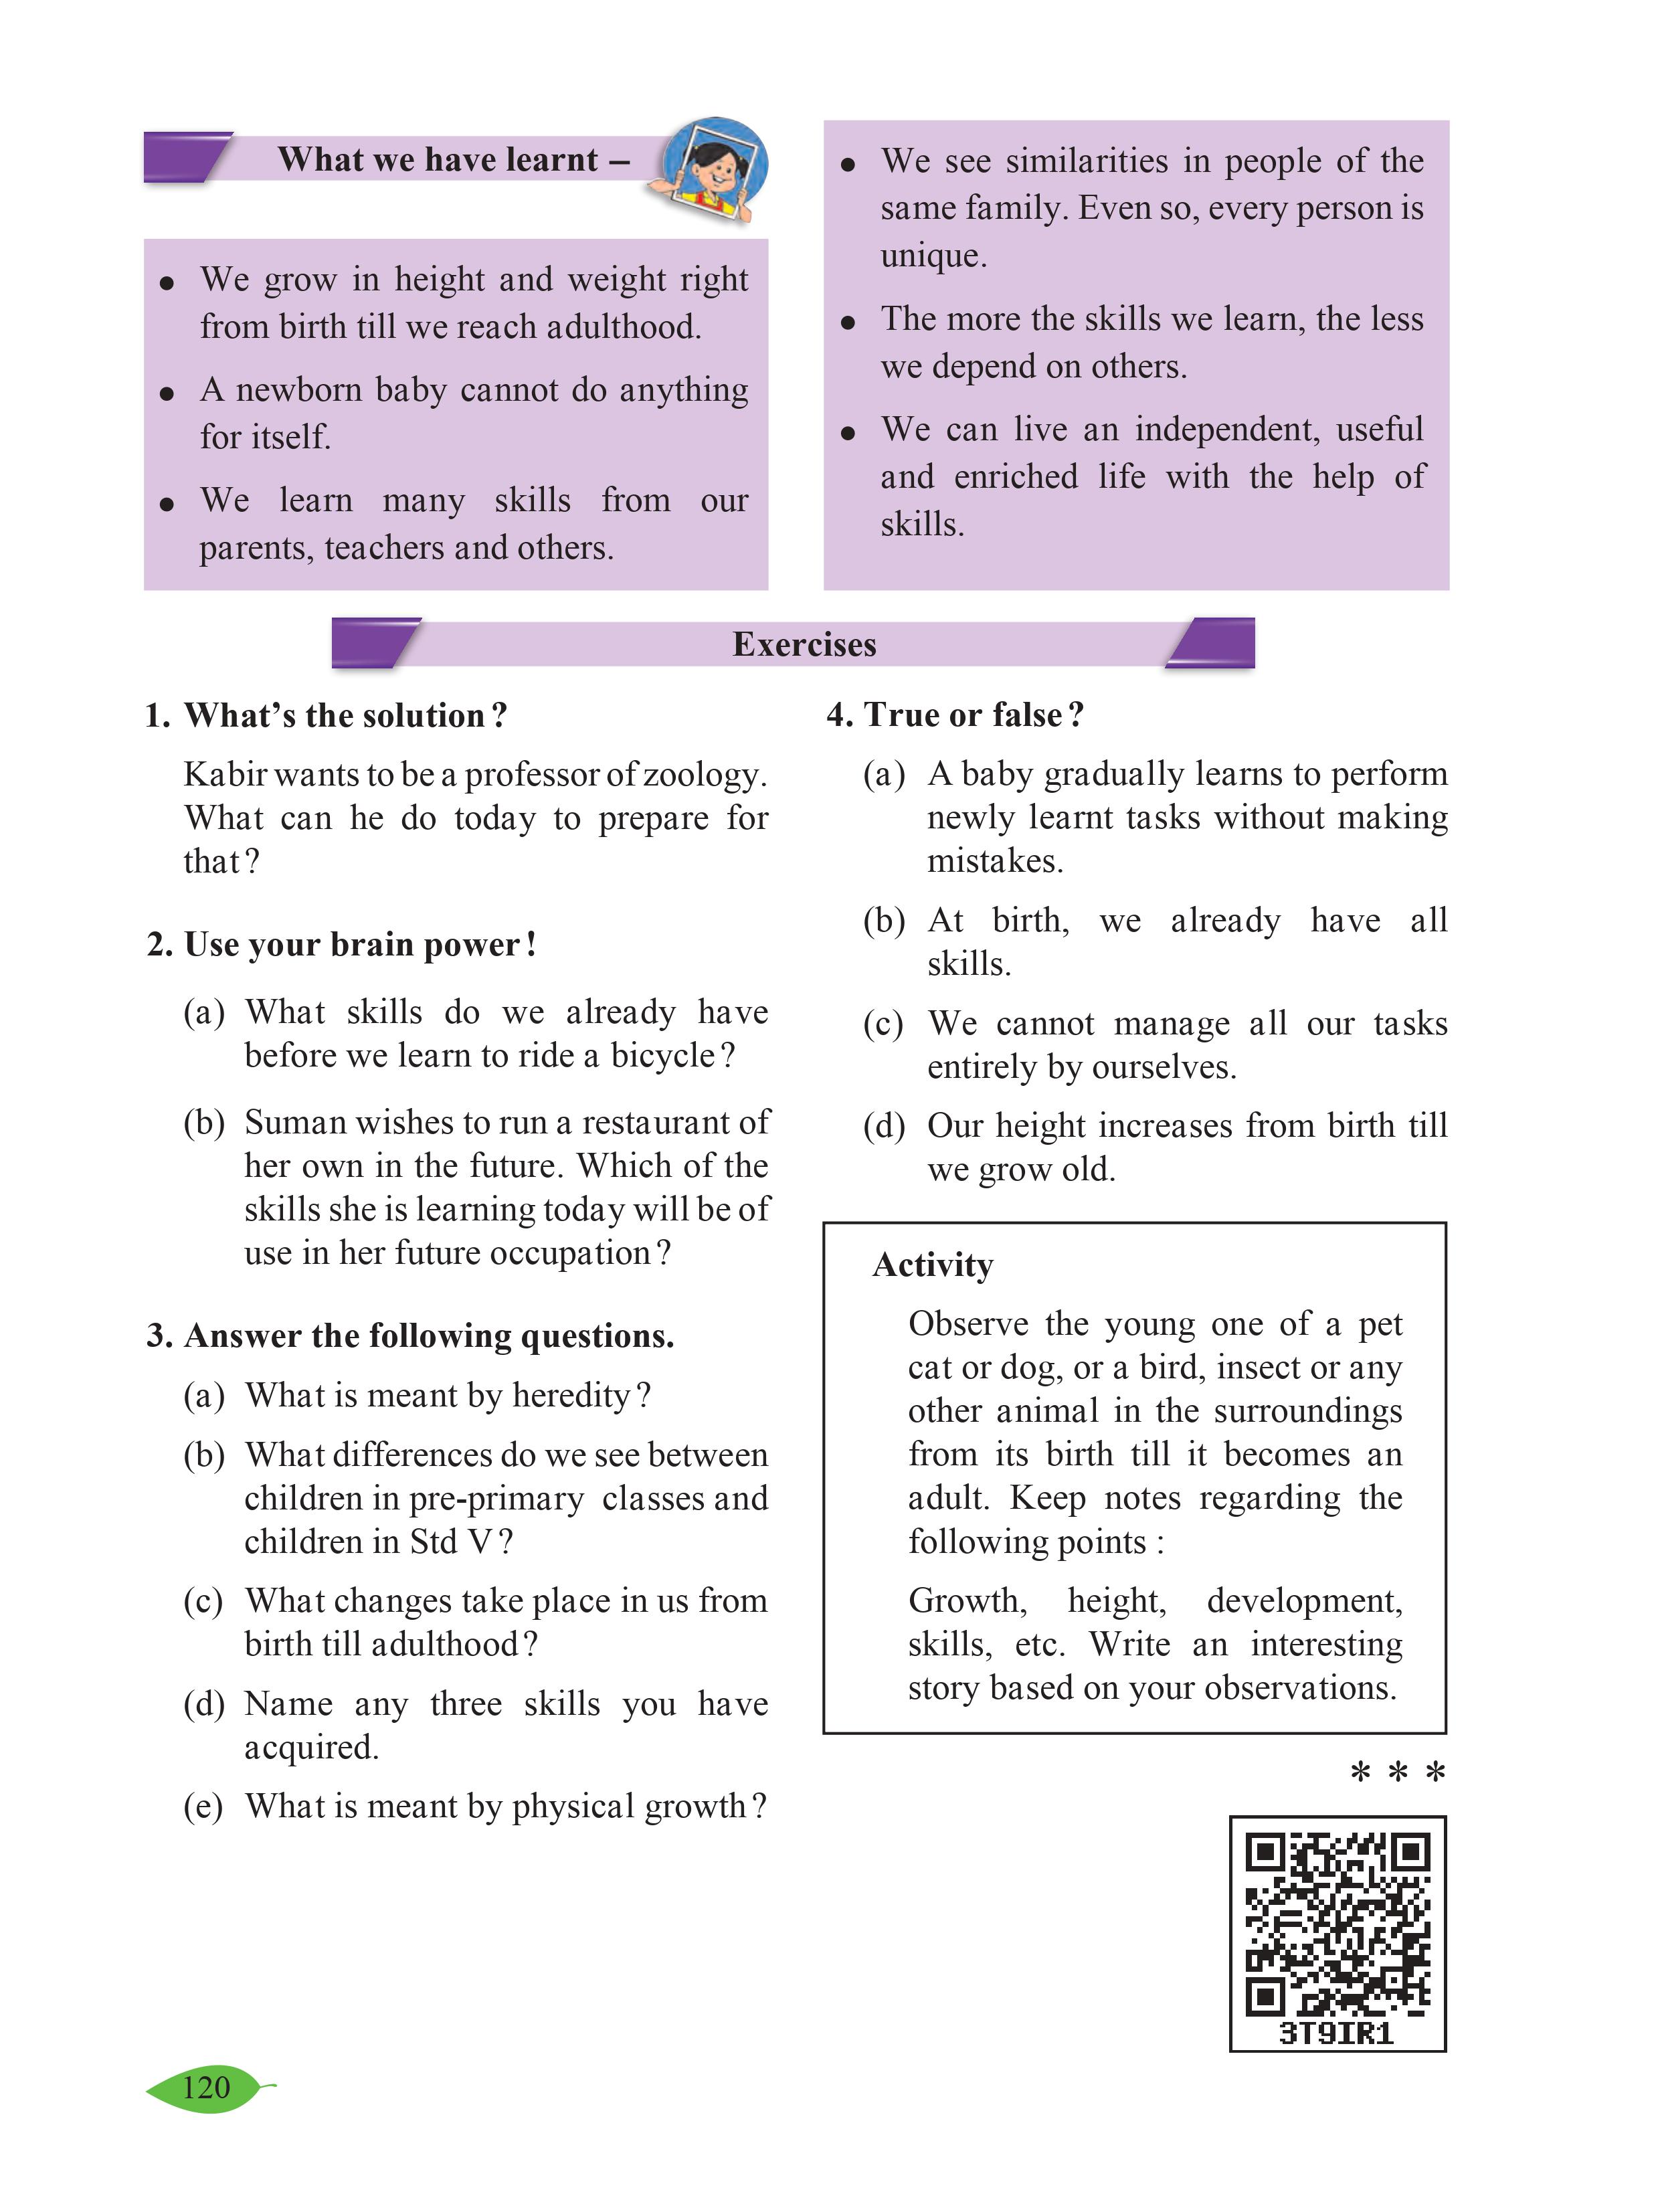 What we have learnt –
● We grow in height and weight right
from birth till we reach adulthood.
● A newborn baby cannot do anything
for itself.
● We learn many skills from our
parents, teachers and others.
● We see similarities in people of the
same family. Even so, every person is
unique.
● The more the skills we learn, the less
we depend on others.
● We can live an independent, useful
and enriched life with the help of
skills.
Exercises
1. What’s the solution ?
Kabir wants to be a professor of zoology.
What can he do today to prepare for
that ?
2. Use your brain power !
(a) What skills do we already have
before we learn to ride a bicycle ?
(b) Suman wishes to run a restaurant of
her own in the future. Which of the
skills she is learning today will be of
use in her future occupation ?
3. Answer the following questions.
(a) What is meant by heredity ?
(b) What differences do we see between
children in pre-primary classes and
children in Std V ?
(c) What changes take place in us from
birth till adulthood ?
(d) Name any three skills you have
acquired.
(e) What is meant by physical growth ?
4. True or false ?
(a) A baby gradually learns to perform
newly learnt tasks without making
mistakes.
(b) At birth, we already have all
skills.
(c) We cannot manage all our tasks
entirely by ourselves.
(d) Our height increases from birth till
we grow old.
Activity
Observe the young one of a pet
cat or dog, or a bird, insect or any
other animal in the surroundings
from its birth till it becomes an
adult. Keep notes regarding the
following points :
Growth, height, development,
skills, etc. Write an interesting
story based on your observations.
* * *
3T9IR1
120